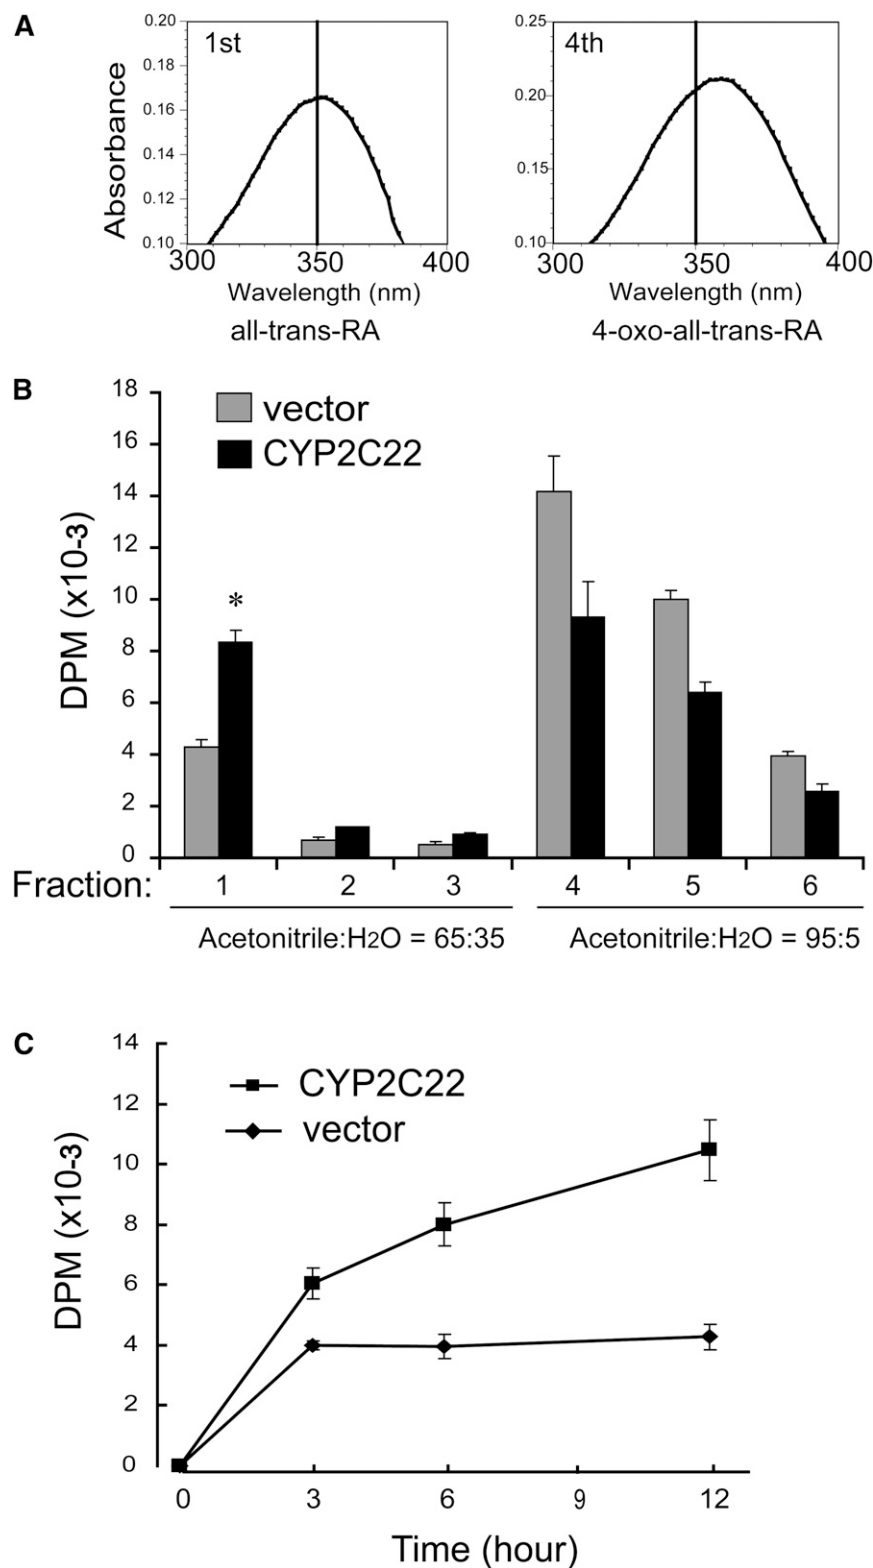 A
1st
4th
0.20
0.18
0.16
0.14
0.12
0.10
0.25
0.20
0.15
0.10
Absorbance
300 350 400
300 350 400
Wavelength (nm)
Wavelength (nm)
all-trans-RA
4-oxo-all-trans-RA
B
vector
CYP2C22
18
16
14
12
10
8
6
4
2
0
DPM (x10-3)
*
Fraction: 1 2 3 4 5 6
Acetonitrile:H2O = 65:35
Acetonitrile:H2O = 95:5
C
CYP2C22
vector
14
12
10
8
6
4
2
0
DPM (x10-3)
0 3 6 9 12
Time (hour)